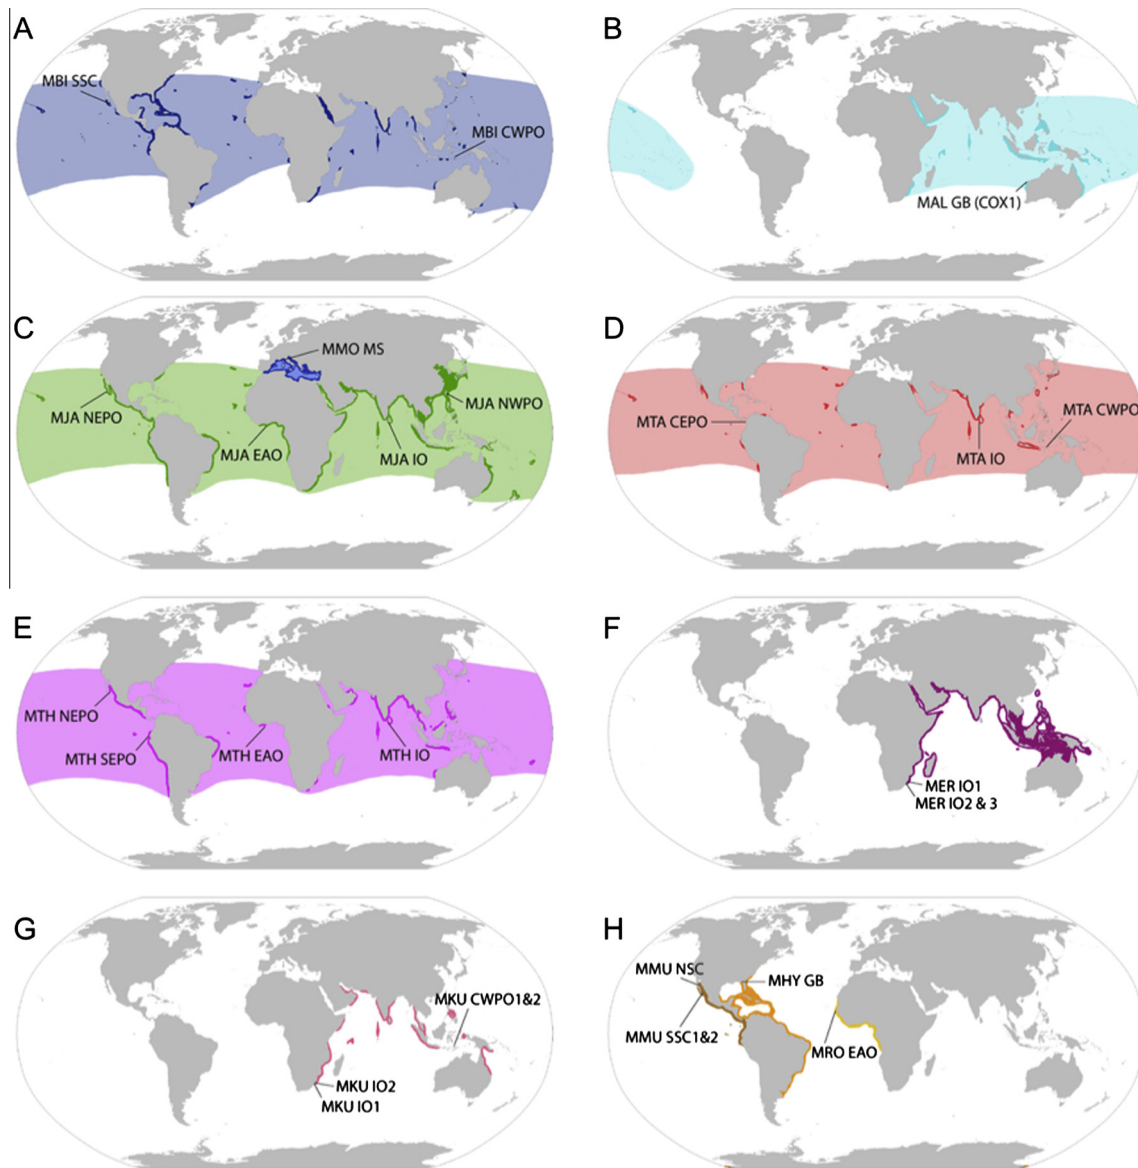 A
MBI SSC
MBI CWPO
B
MAL GB (COX1)
C
MMO MS
MJA NEPO
MJA NWPO
MJA EAO
MJA IO
D
MTA CEPO
MTA CWPO
MTA IO
E
MTH NEPO
MTH SEPO
MTH EAO
MTH IO
F
MER IO1
MER IO2 & 3
G
MKU CWPO1&2
MKU IO2
MKU IO1
H
MMU NSC
MHY GB
MMU SSC1&2
MRO EAO